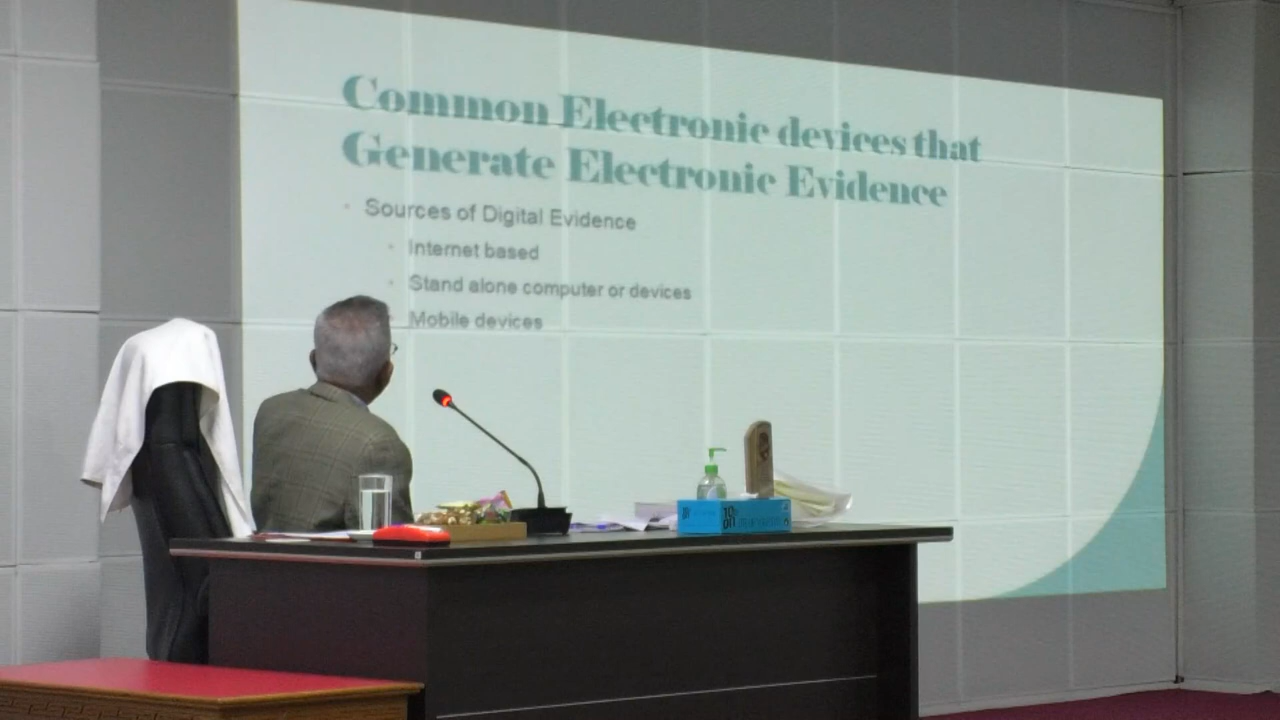 Common Electronic devices that
Generate Electronic Evidence
Sources of Digital Evidence
Internet based
Stand alone computer or devices
Mobile devices